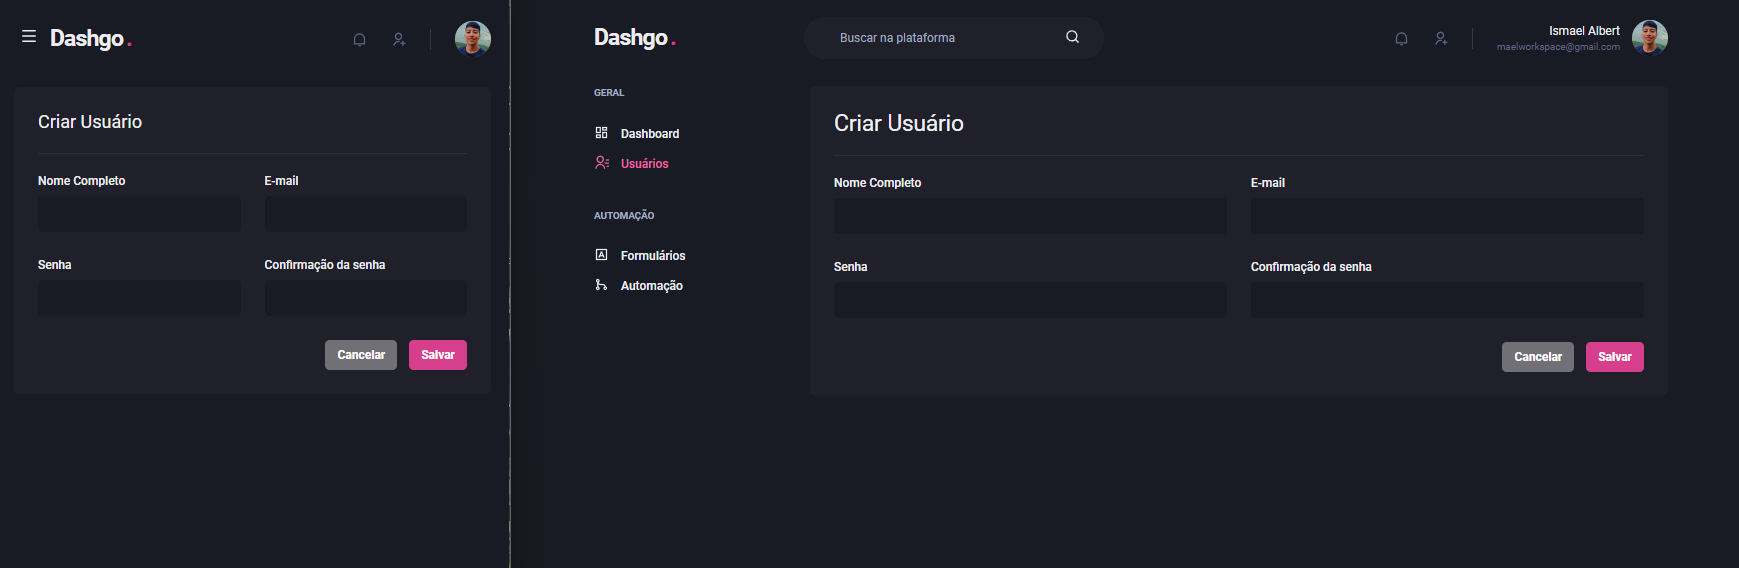 Dashgo.
Criar Usuário
Nome Completo
E-mail
Senha
Confirmação da senha
Cancelar
Salvar
Dashgo.
Buscar na plataforma
Ismael Albert
maelworkspace@gmail.com
GERAL
Dashboard
Usuários
AUTOMAÇÃO
Formulários
Automação
Criar Usuário
Nome Completo
E-mail
Senha
Confirmação da senha
Cancelar
Salvar